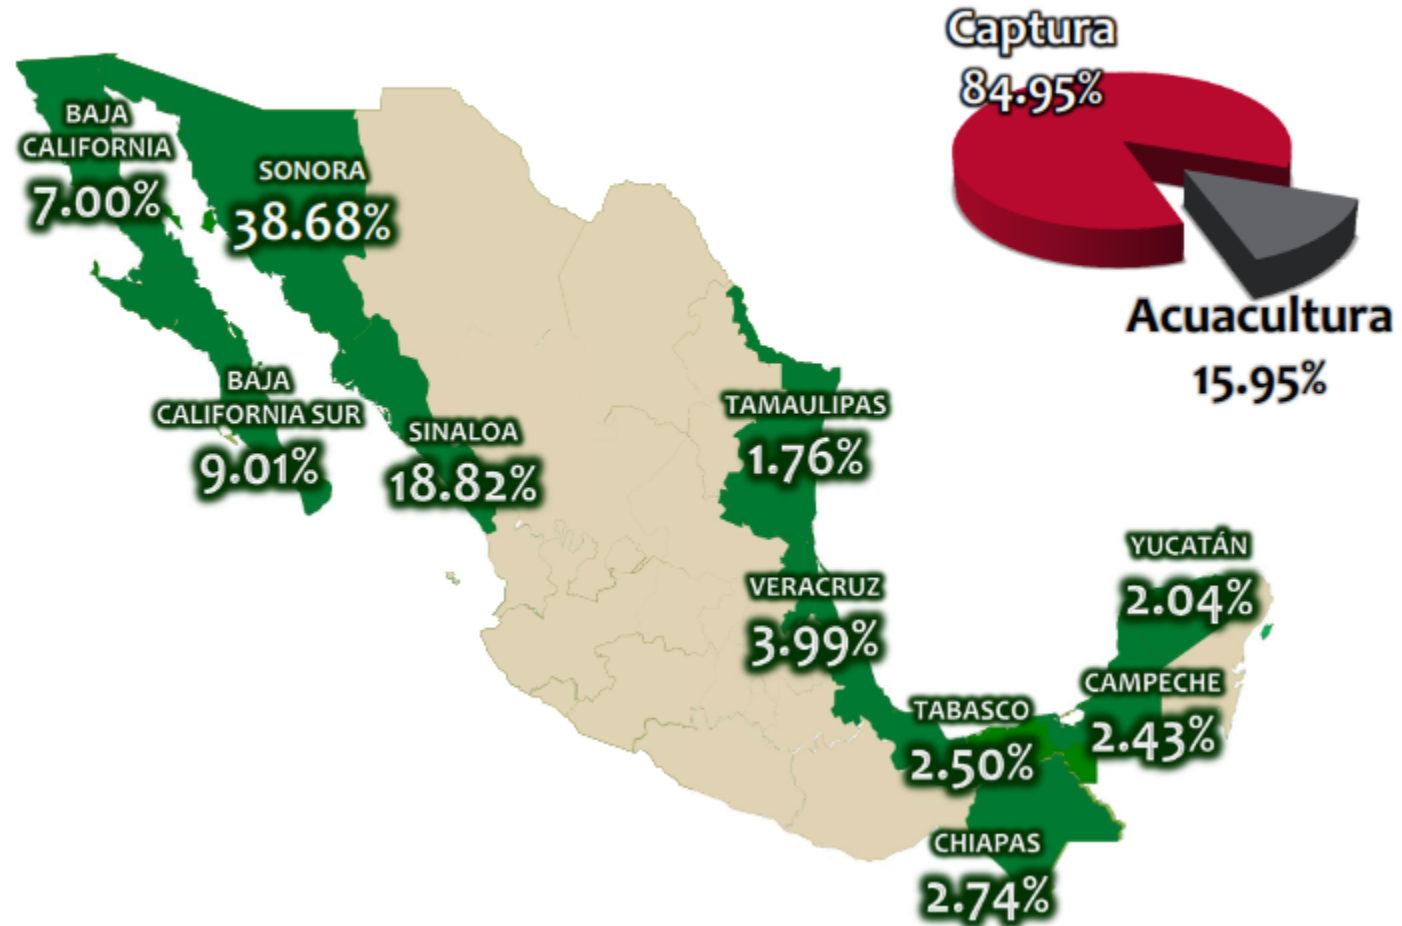 Captura
84.95%
Acuacultura
15.95%
BAJA
CALIFORNIA
7.00%
SONORA
38.68%
BAJA
CALIFORNIA SUR
9.01%
SINALOA
18.82%
TAMAULIPAS
1.76%
VERACRUZ
3.99%
YUCATÁN
2.04%
CAMPECHE
2.43%
TABASCO
2.50%
CHIAPAS
2.74%